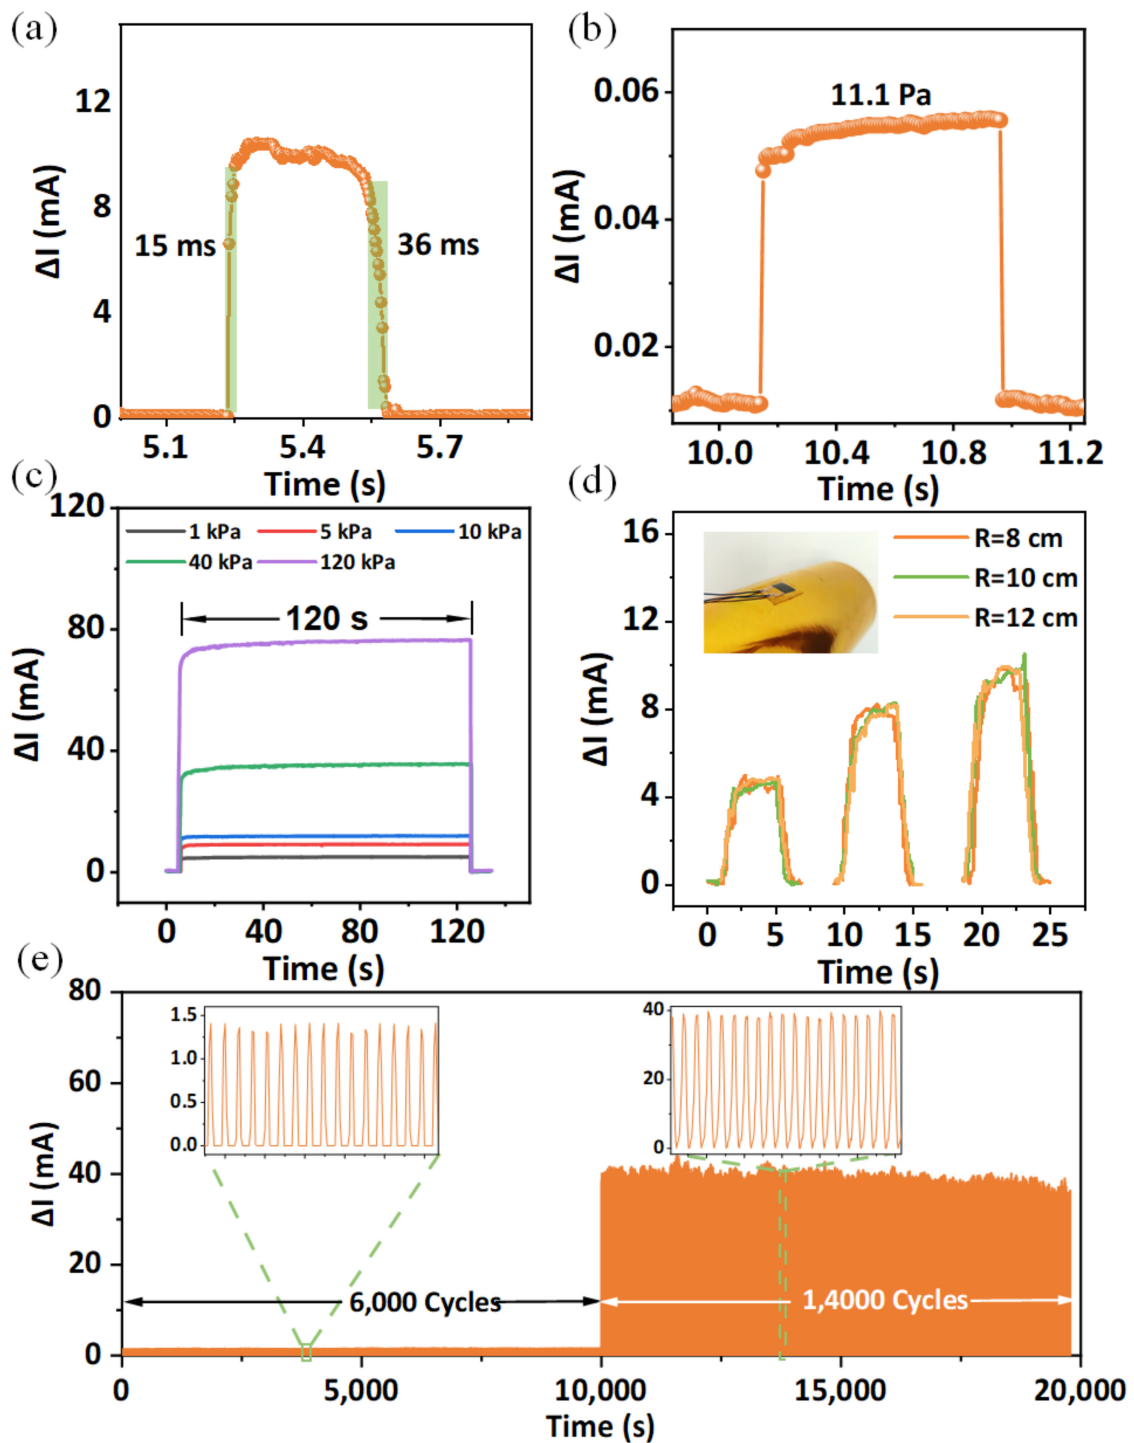 (a)
12
8
4
0
ΔI (mA)
15 ms
36 ms
5.1 5.4 5.7
Time (s)
(b)
0.06
0.04
0.02
ΔI (mA)
11.1 Pa
10.0 10.4 10.8 11.2
Time (s)
(c)
120
80
40
0
ΔI (mA)
1 kPa 5 kPa 10 kPa
40 kPa 120 kPa
120 s
0 40 80 120
Time (s)
(d)
16
12
8
4
0
ΔI (mA)
R=8 cm
R=10 cm
R=12 cm
0 5 10 15 20 25
Time (s)
(e)
80
60
40
20
0
ΔI (mA)
1.5
1.0
0.5
0.0
40
20
0
6,000 Cycles
1,4000 Cycles
0 5,000 10,000 15,000 20,000
Time (s)